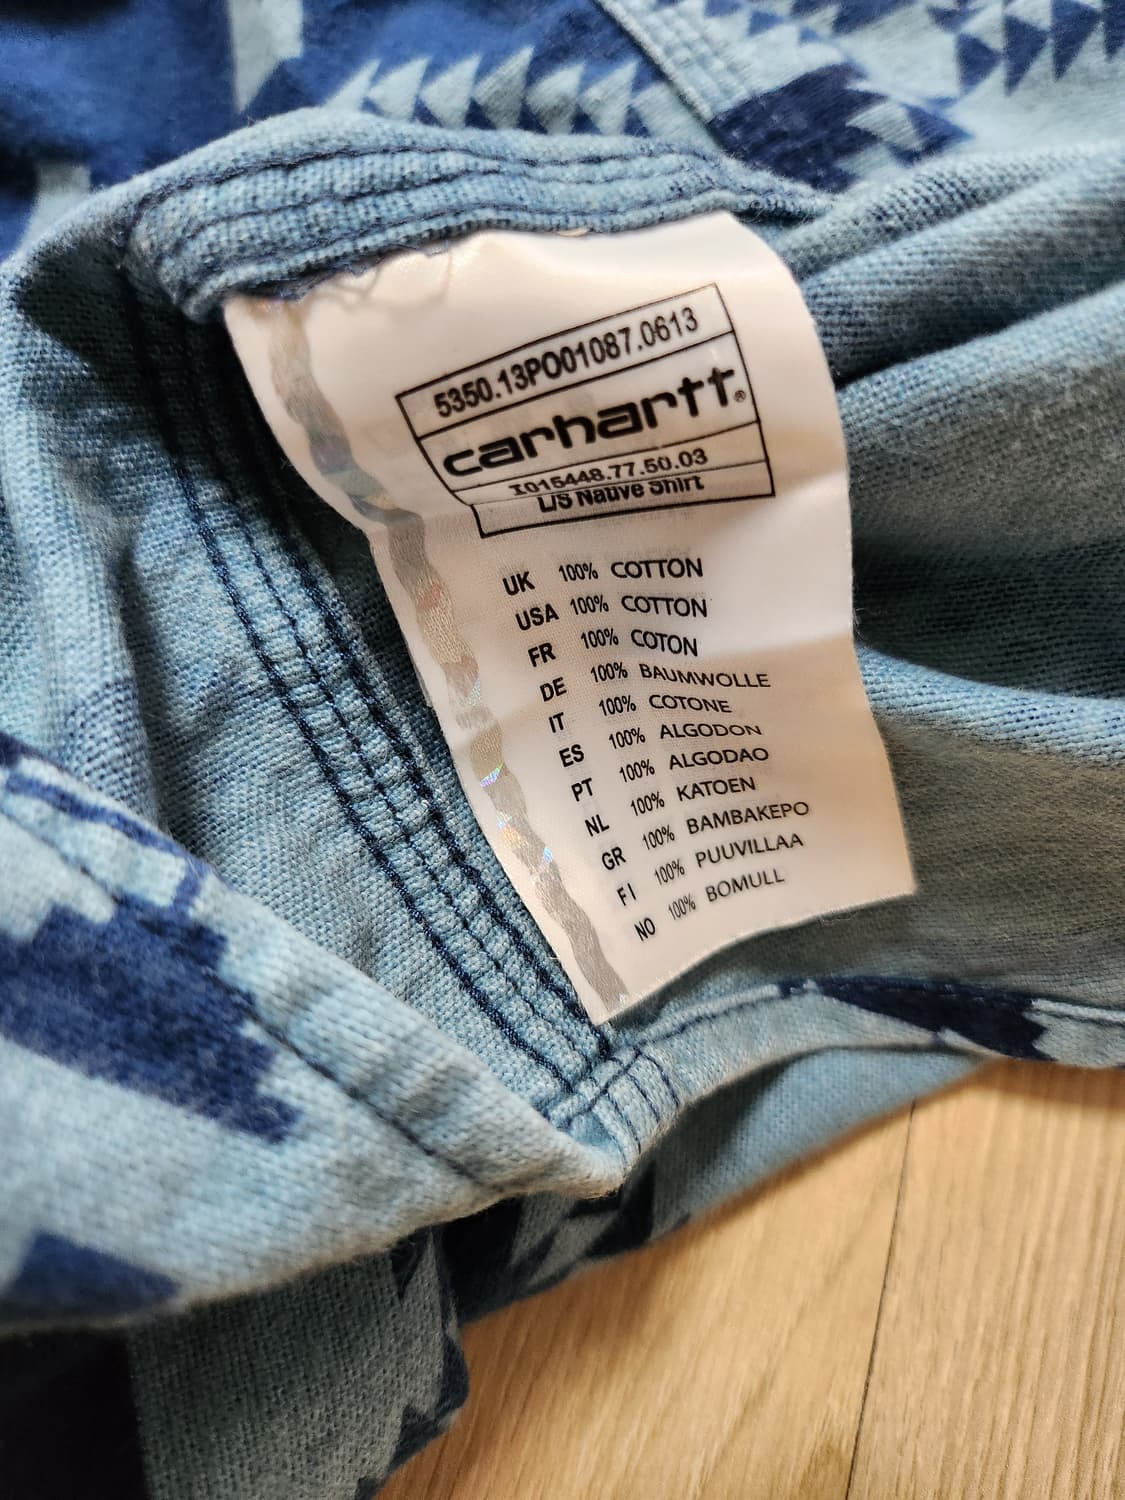 5350.13PO01087.0613
carhartt®
I015448.77.50.03
L/S Native Shirt
UK 100% COTTON
USA 100% COTTON
FR 100% COTON
DE 100% BAUMWOLLE
IT 100% COTONE
ES 100% ALGODON
PT 100% ALGODAO
NL 100% KATOEN
GR 100% BAMBAKEPO
FI 100% PUUVILLAA
NO 100% BOMULL